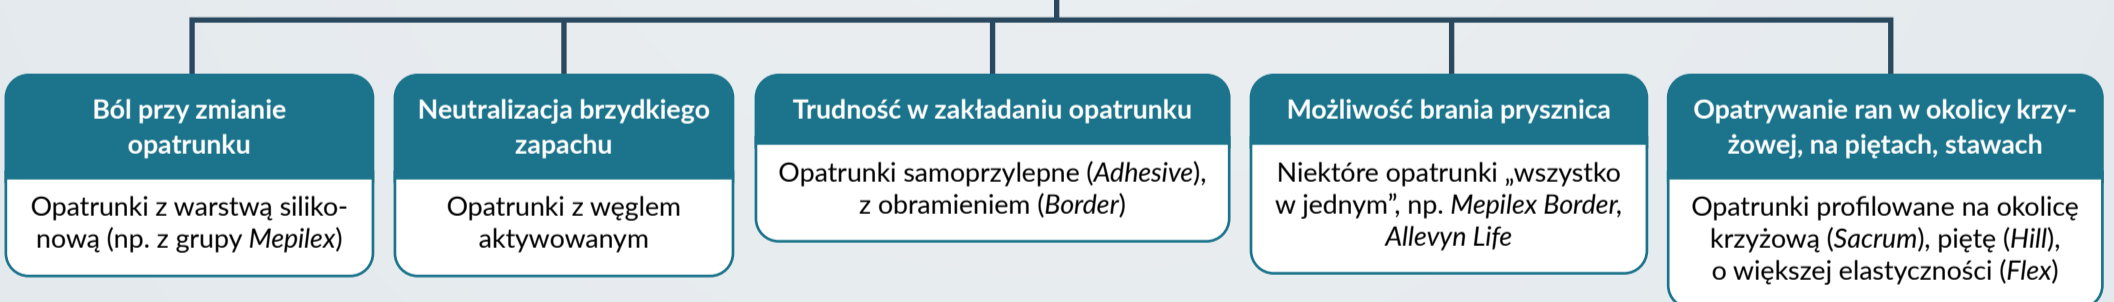 Ból przy zmianie
opatrunku
Opatrunki z warstwą siliko-
nową (np. z grupy Mepilex)
Neutralizacja brzydkiego
zapachu
Opatrunki z węglem
aktywowanym
Trudność w zakładaniu opatrunku
Opatrunki samoprzylepne (Adhesive),
z obramieniem (Border)
Możliwość brania prysznica
Niektóre opatrunki „wszystko
w jednym”, np. Mepilex Border,
Allevyn Life
Opatrywanie ran w okolicy krzy-
żowej, na piętach, stawach
Opatrunki profilowane na okolicę
krzyżową (Sacrum), piętę (Hill),
o większej elastyczności (Flex)